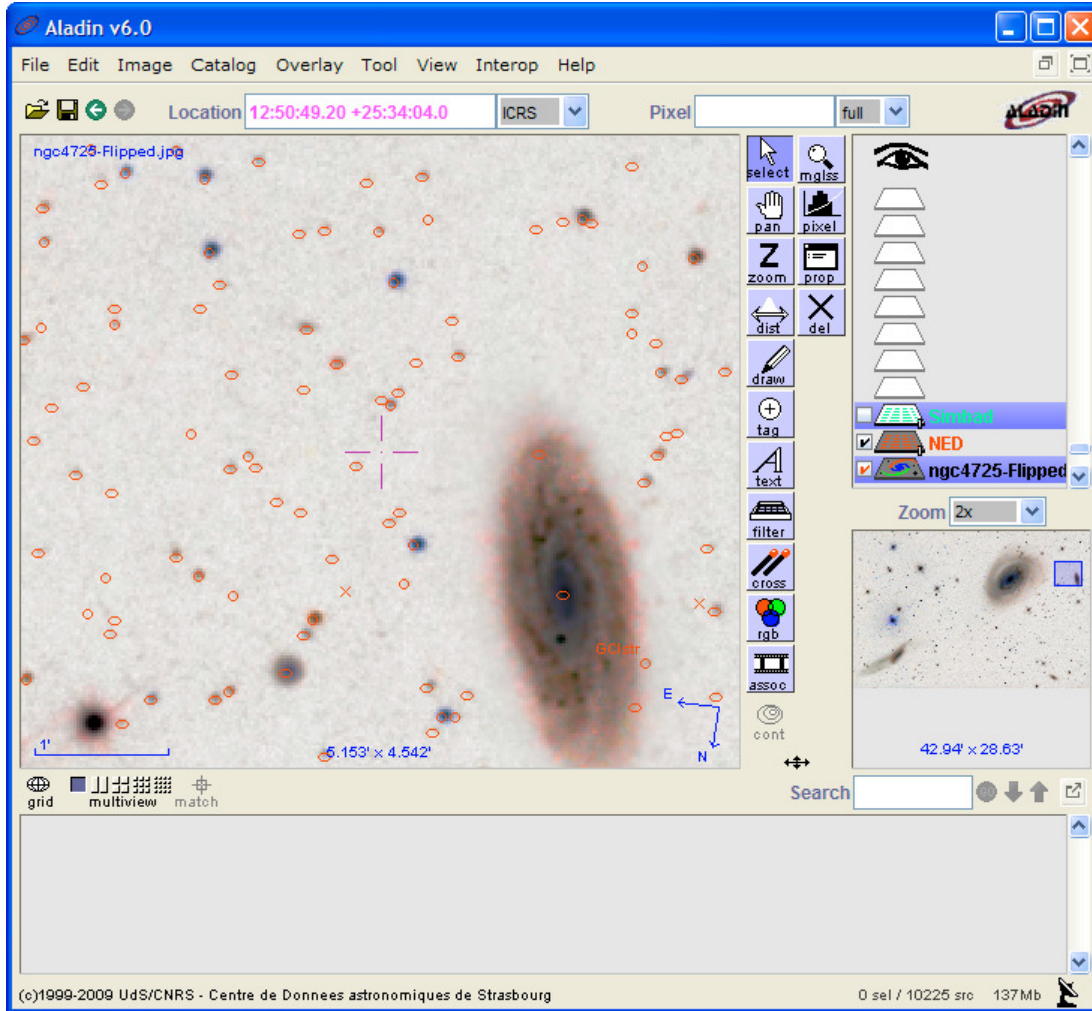 Aladin v6.0
File Edit Image Catalog Overlay Tool View Interop Help
Location 12:50:49.20 +25:34:04.0 ICRS Pixel full ALADIN
ngc4725-Flipped.jpg
select mglss
pan pixel
Z
zoom prop
dist del
draw
tag
A
text
filter
cross
rgb
assoc
cont
Simbad
NED
ngc4725-Flipped
Zoom 2x
GClstr
E
N
1'
5.153' x 4.542'
42.94' x 28.63'
grid multiview match
Search GO
(c)1999-2009 UdS/CNRS - Centre de Donnees astronomiques de Strasbourg 0 sel / 10225 src 137Mb